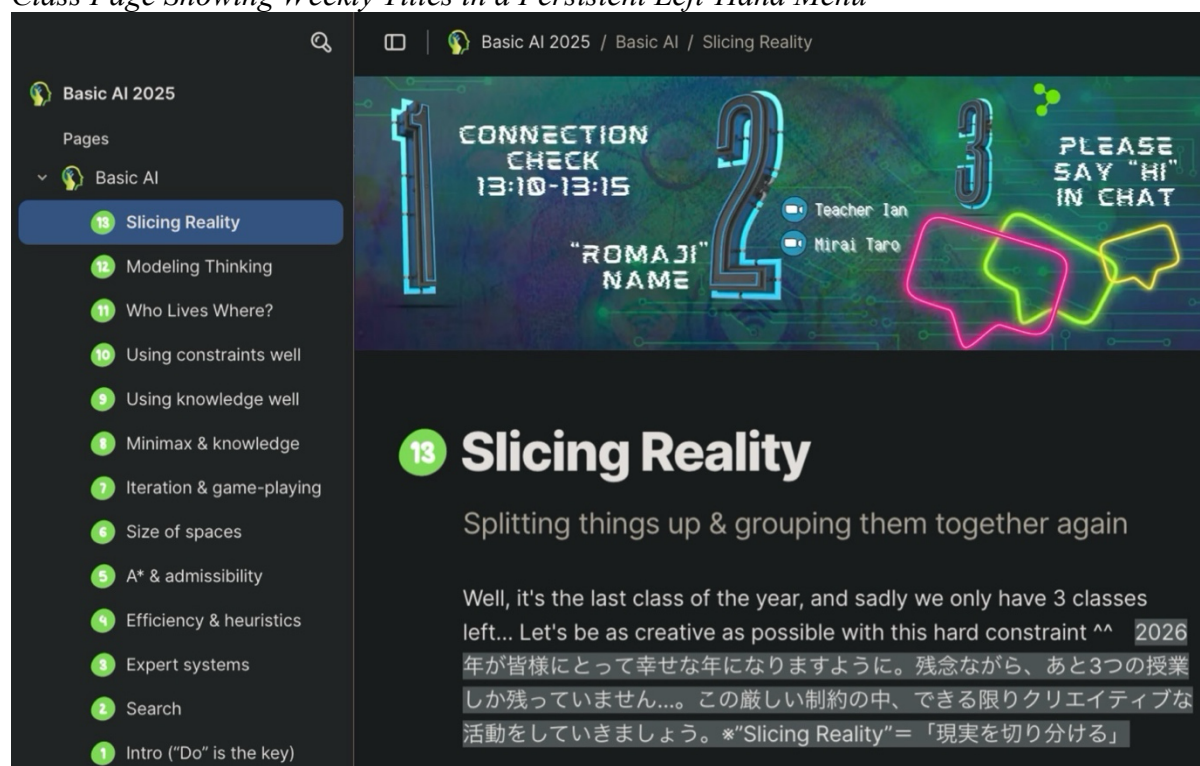 Class Page Showing Weekly Titles in a Persistent Left-Hand Menu
Basic AI 2025
Pages
Basic AI
13 Slicing Reality
12 Modeling Thinking
11 Who Lives Where?
10 Using constraints well
9 Using knowledge well
8 Minimax & knowledge
7 Iteration & game-playing
6 Size of spaces
5 A* & admissibility
4 Efficiency & heuristics
3 Expert systems
2 Search
1 Intro ("Do" is the key)
Basic AI 2025 / Basic AI / Slicing Reality
1
CONNECTION
CHECK
13:10-13:15
2
"ROMAJI"
NAME
Teacher Ian
Mirai Taro
3
PLEASE
SAY "HI"
IN CHAT
13 Slicing Reality
Splitting things up & grouping them together again
Well, it's the last class of the year, and sadly we only have 3 classes
left... Let's be as creative as possible with this hard constraint ^^ 2026
年が皆様にとって幸せな年になりますように。残念ながら、あと3つの授業
しか残っていません...。この厳しい制約の中、できる限りクリエイティブな
活動をしていきましょう。※"Slicing Reality"＝「現実を切り分ける」